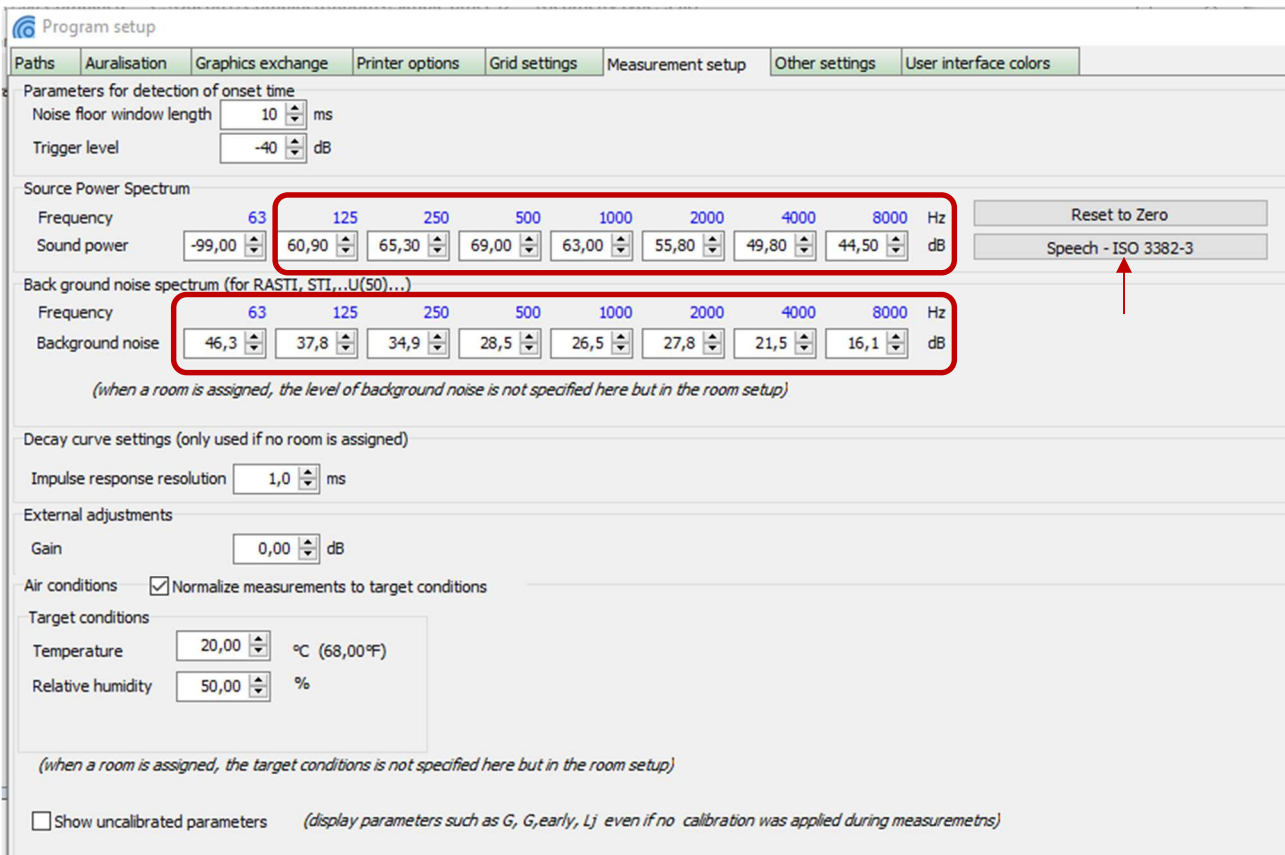 Program setup
Paths Auralisation Graphics exchange Printer options Grid settings Measurement setup Other settings User interface colors
Parameters for detection of onset time
Noise floor window length 10 ms
Trigger level -40 dB
Source Power Spectrum
Frequency 63 125 250 500 1000 2000 4000 8000 Hz Reset to Zero
Sound power -99,00 60,90 65,30 69,00 63,00 55,80 49,80 44,50 dB Speech - ISO 3382-3
Back ground noise spectrum (for RASTI, STI,..U(50)...)
Frequency 63 125 250 500 1000 2000 4000 8000 Hz
Background noise 46,3 37,8 34,9 28,5 26,5 27,8 21,5 16,1 dB
(when a room is assigned, the level of background noise is not specified here but in the room setup)
Decay curve settings (only used if no room is assigned)
Impulse response resolution 1,0 ms
External adjustments
Gain 0,00 dB
Air conditions Normalize measurements to target conditions
Target conditions
Temperature 20,00 °C (68,00°F)
Relative humidity 50,00 %
(when a room is assigned, the target conditions is not specified here but in the room setup)
Show uncalibrated parameters (display parameters such as G, G,early, Lj even if no calibration was applied during measuremetns)